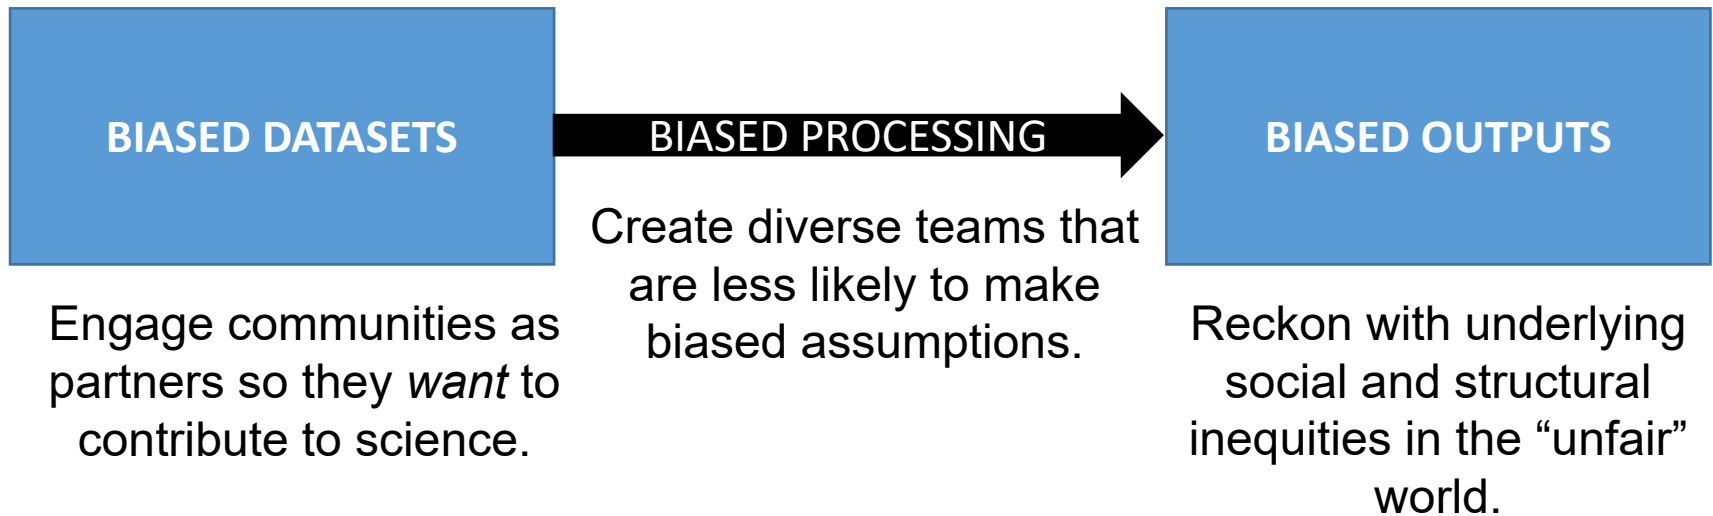 BIASED DATASETS
BIASED PROCESSING
BIASED OUTPUTS
Engage communities as
partners so they want to
contribute to science.
Create diverse teams that
are less likely to make
biased assumptions.
Reckon with underlying
social and structural
inequities in the “unfair”
world.